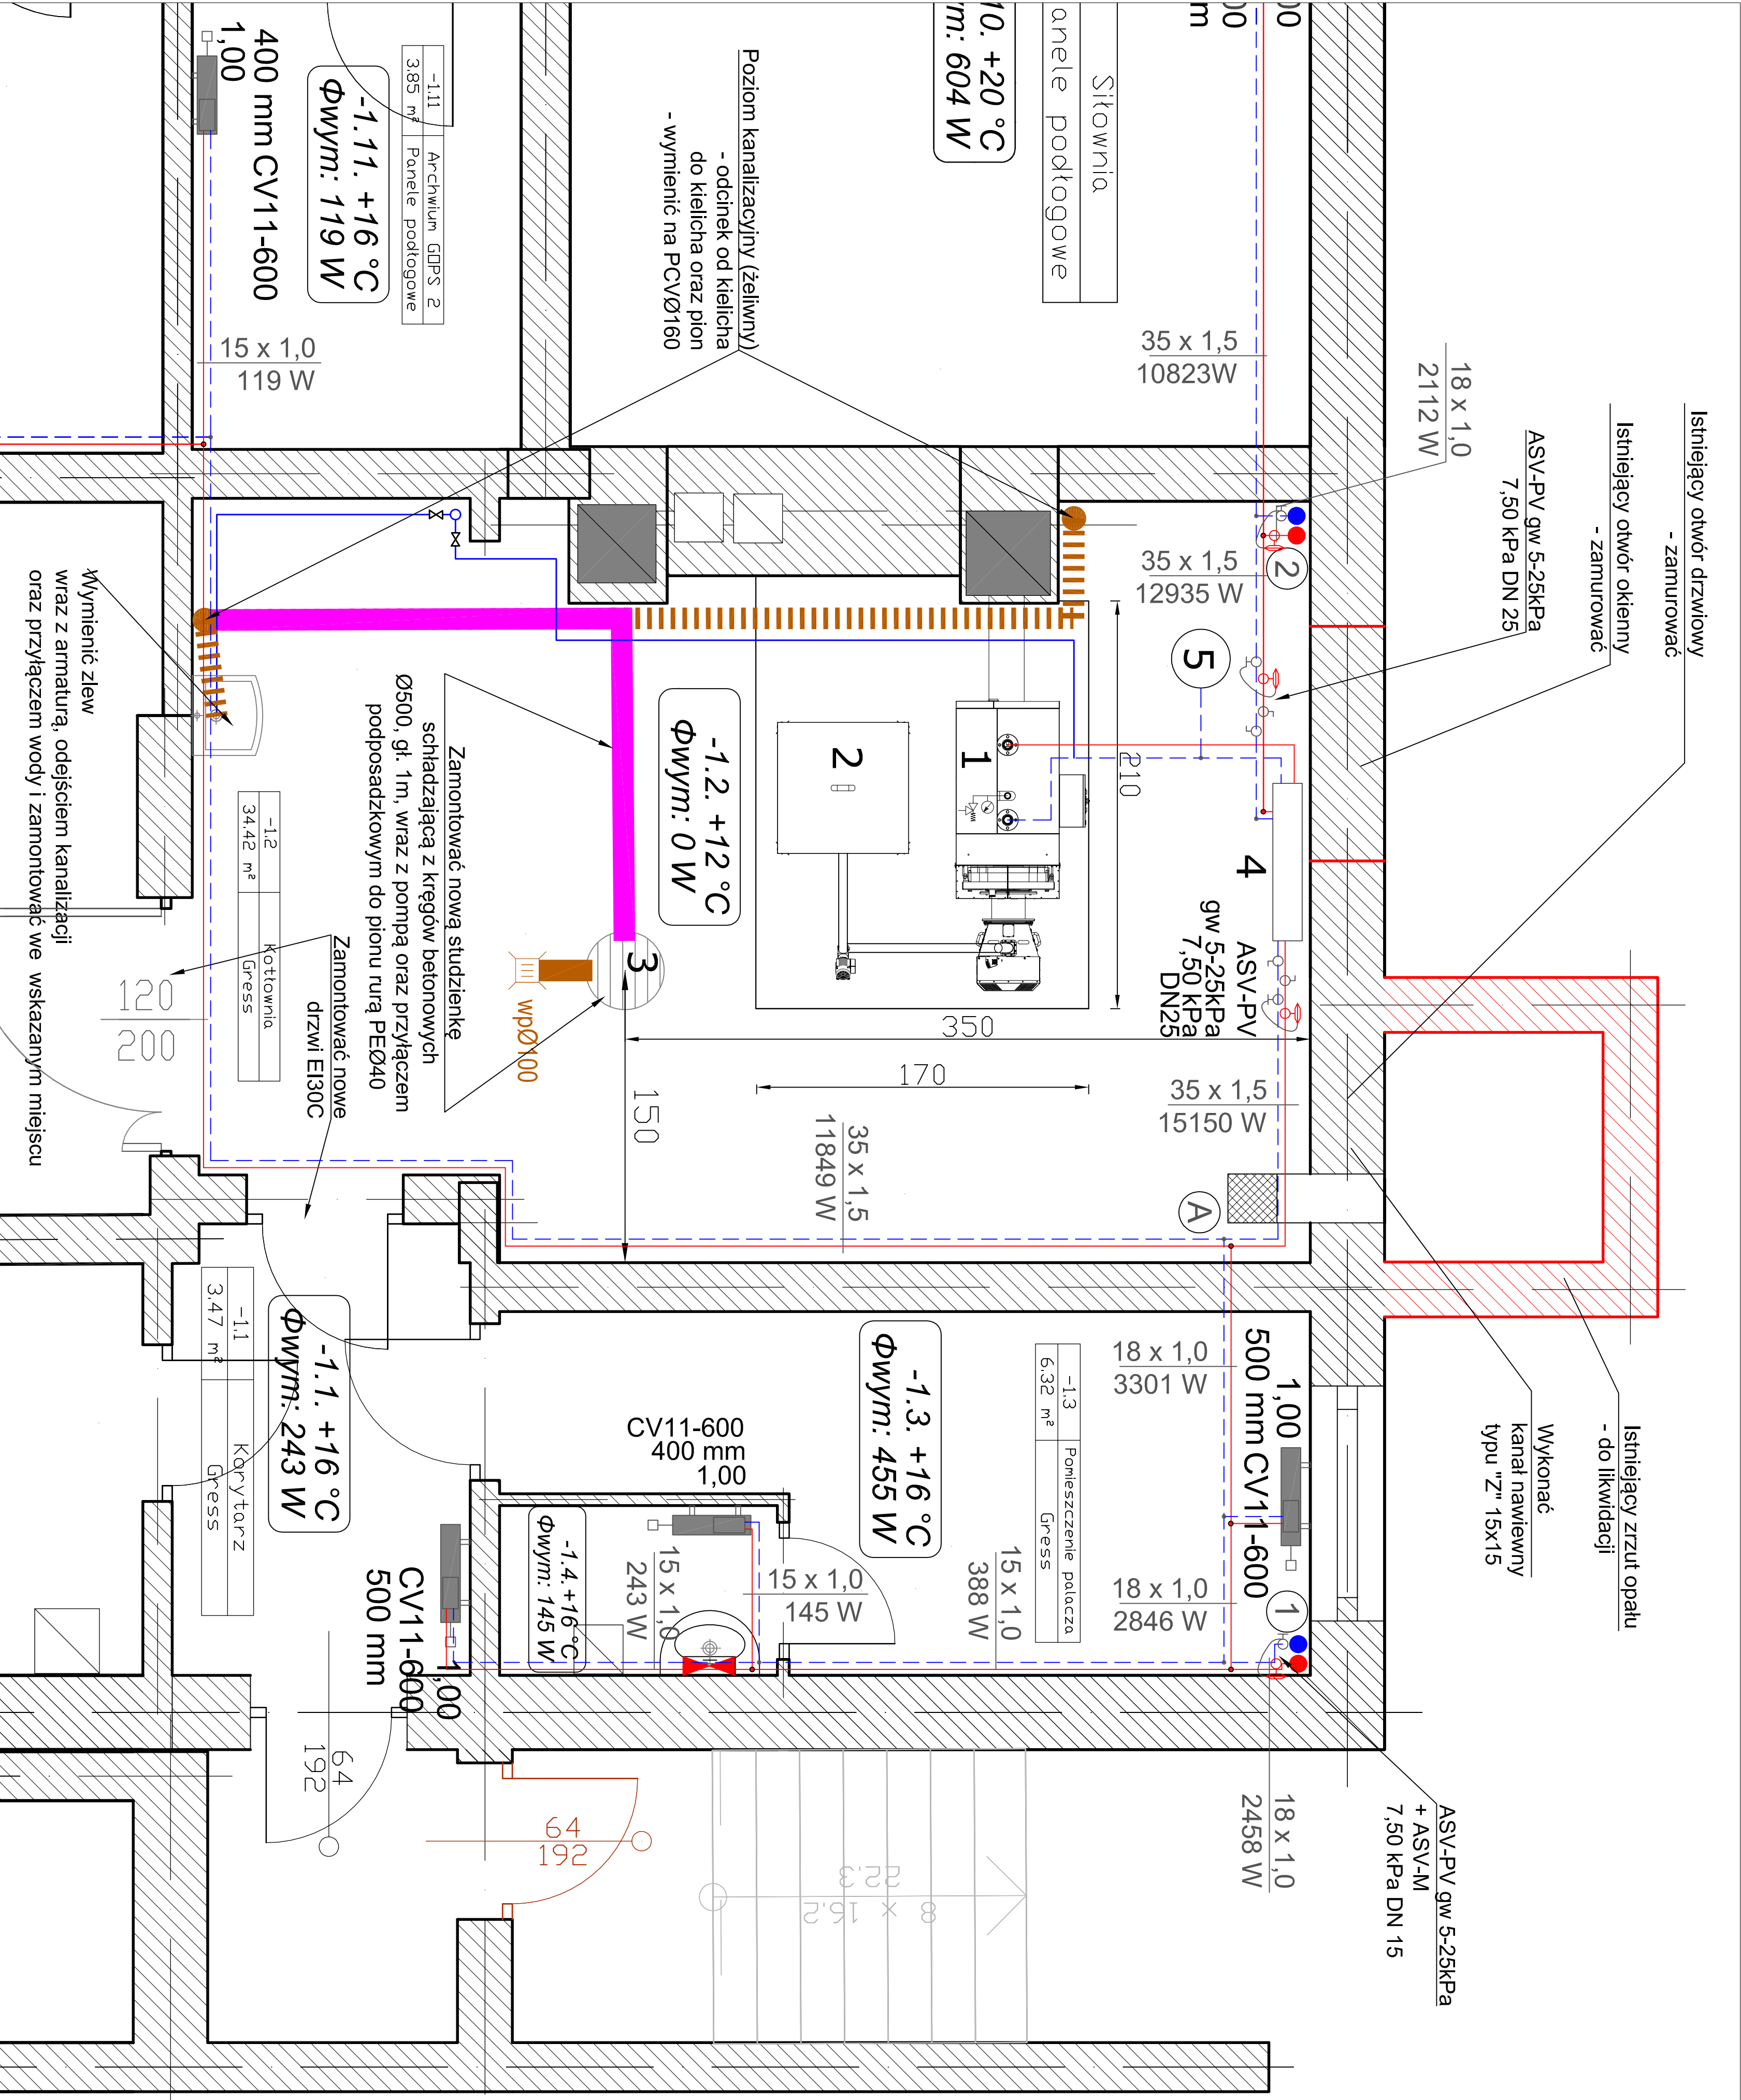 Istniejący otwór drzwiowy
- zamurować
Istniejący otwór okienny
- zamurować
ASV-PV gw 5-25kPa
7,50 kPa DN 25
18 x 1,0
2112 W
Istniejący zrzut opału
- do likwidacji
Wykonać
kanał nawiewny
typu "Z" 15x15
ASV-PV gw 5-25kPa
+ ASV-M
7,50 kPa DN 15
18 x 1,0
2458 W
00
00
m
Siłownia
anele podłogowe
10. +20 °C
ym: 604 W
35 x 1,5
10823W
35 x 1,5
12935 W
2
5
4
ASV-PV
gw 5-25kPa
7,50 kPa
DN25
35 x 1,5
15150 W
A
1,00
500 mm CV11-600
1
18 x 1,0
3301 W
18 x 1,0
2846 W
-1.3
Pomieszczenie palacza
6.32 m²
Gress
-1.3. +16 °C
Φwym: 455 W
15 x 1,0
388 W
210
1
2
350
170
35 x 1,5
11849 W
Poziom kanalizacyjny (żeliwny)
- odcinek od kielicha
do kielicha oraz pion
- wymienić na PCVØ160
-1.2. +12 °C
Φwym: 0 W
3
150
wpØ100
Zamontować nową studzienkę
schładzającą z kręgów betonowych
Ø500, gł. 1m, wraz z pompą oraz przyłączem
podposadzkowym do pionu rurą PEØ40
CV11-600
400 mm
1,00
15 x 1,0
145 W
15 x 1,0
243 W
-1.4.+16 °C
Φwym: 145 W
8 x 16.2
22.3
-1.11
Archwium GOPS 2
3.85 m²
Panele podłogowe
-1.11. +16 °C
Φwym: 119 W
400 mm CV11-600
1,00
15 x 1,0
119 W
Zamontować nowe
drzwi EI30C
-1.2
Kotłownia
34.42 m²
Gress
120
200
Wymienić zlew
wraz z armaturą, odejściem kanalizacji
oraz przyłączem wody i zamontować we wskazanym miejscu
-1.1. +16 °C
Φwym: 243 W
-1.1
Korytarz
3.47 m²
Gress
1,00
CV11-600
500 mm
64
192
64
192